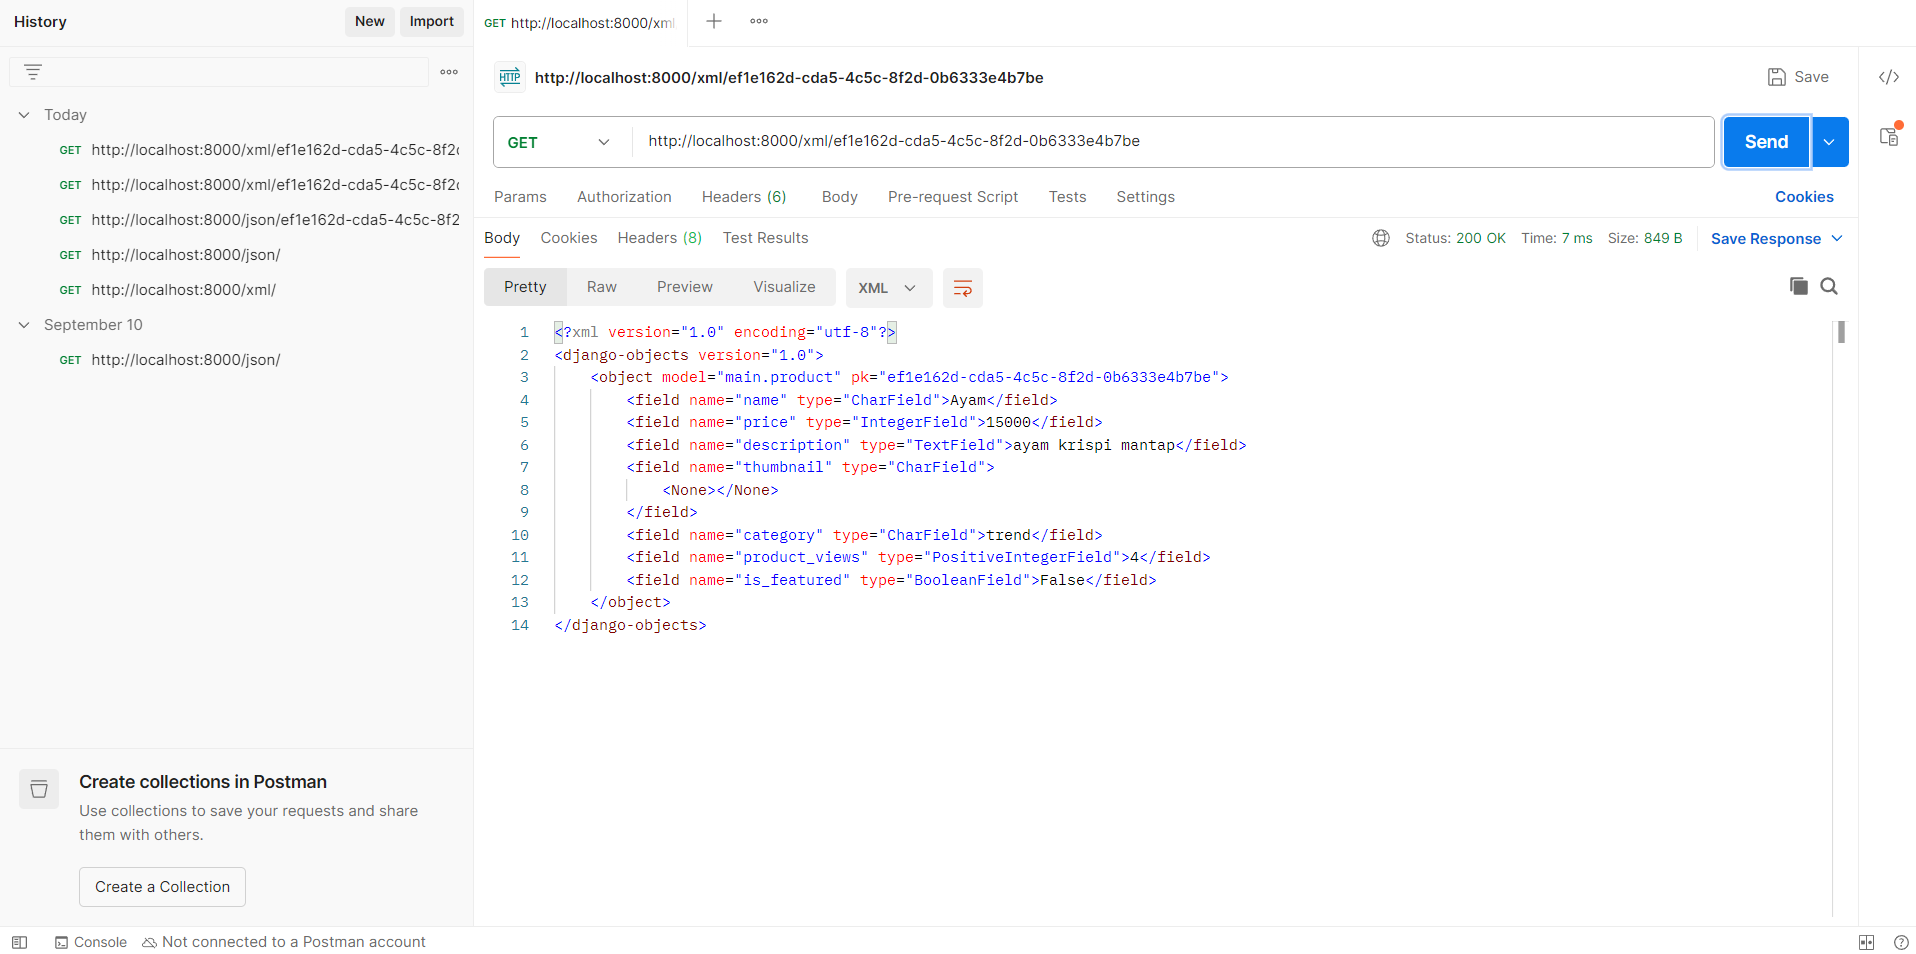 History
New
Import
GET http://localhost:8000/xml
http://localhost:8000/xml/ef1e162d-cda5-4c5c-8f2d-0b6333e4b7be
Save
Today
GET http://localhost:8000/xml/ef1e162d-cda5-4c5c-8f2d
GET http://localhost:8000/xml/ef1e162d-cda5-4c5c-8f2d
GET http://localhost:8000/json/ef1e162d-cda5-4c5c-8f2
GET http://localhost:8000/json/
GET http://localhost:8000/xml/
September 10
GET http://localhost:8000/json/
GET
http://localhost:8000/xml/ef1e162d-cda5-4c5c-8f2d-0b6333e4b7be
Send
Params Authorization Headers (6) Body Pre-request Script Tests Settings Cookies
Body Cookies Headers (8) Test Results
Status: 200 OK Time: 7 ms Size: 849 B Save Response
Pretty Raw Preview Visualize XML
1 <?xml version="1.0" encoding="utf-8"?>
2 <django-objects version="1.0">
3 <object model="main.product" pk="ef1e162d-cda5-4c5c-8f2d-0b6333e4b7be">
4 <field name="name" type="CharField">Ayam</field>
5 <field name="price" type="IntegerField">15000</field>
6 <field name="description" type="TextField">ayam krispi mantap</field>
7 <field name="thumbnail" type="CharField">
8 <None></None>
9 </field>
10 <field name="category" type="CharField">trend</field>
11 <field name="product_views" type="PositiveIntegerField">4</field>
12 <field name="is_featured" type="BooleanField">False</field>
13 </object>
14 </django-objects>
Create collections in Postman
Use collections to save your requests and share
them with others.
Create a Collection
Console
Not connected to a Postman account